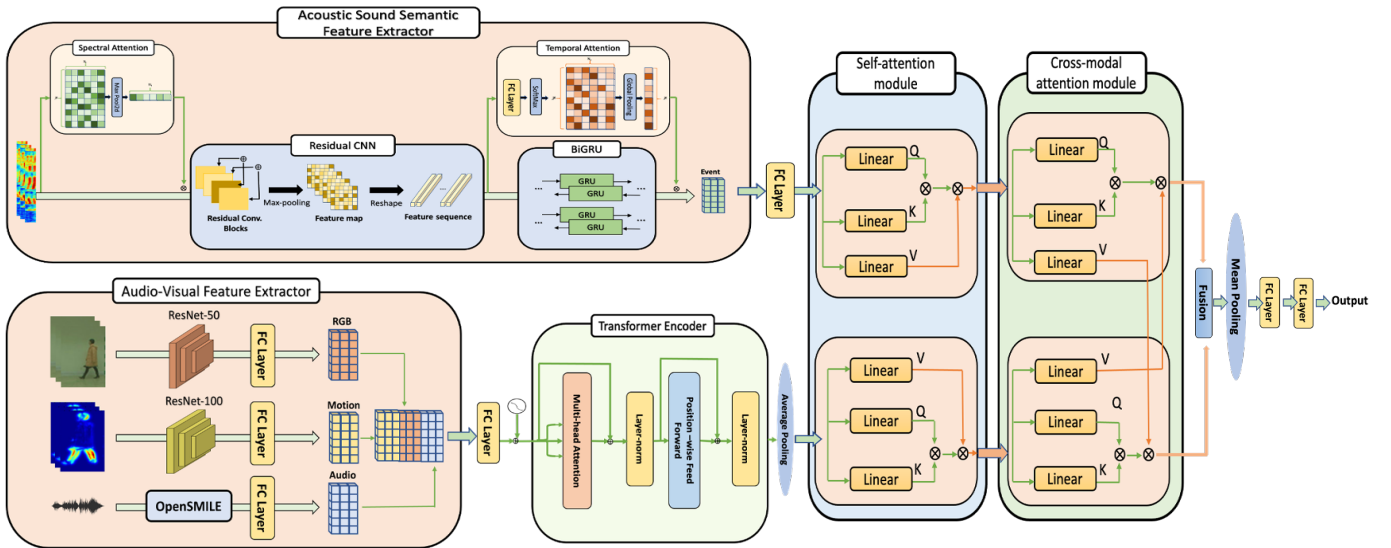 Acoustic Sound Semantic
Feature Extractor
Spectral Attention
Max Pool2d
Temporal Attention
FC Layer
SoftMax
Global Pooling
Residual CNN
Residual Conv.
Blocks
Max-pooling
Feature map
Reshape
Feature sequence
BiGRU
...
GRU
...
GRU
...
GRU
...
GRU
Event
FC Layer
Self-attention
module
Linear
Q
Linear
K
Linear
V
Linear
V
Linear
Q
Linear
K
Cross-modal
attention module
Linear
Q
Linear
K
Linear
V
Linear
V
Linear
Q
Linear
K
Fusion
Mean Pooling
FC Layer
FC Layer
Output
Audio-Visual Feature Extractor
ResNet-50
FC Layer
RGB
ResNet-100
FC Layer
Motion
OpenSMILE
FC Layer
Audio
FC Layer
Transformer Encoder
Multi-head Attention
Layer-norm
Position –wise Feed
Forward
Layer-norm
Average Pooling